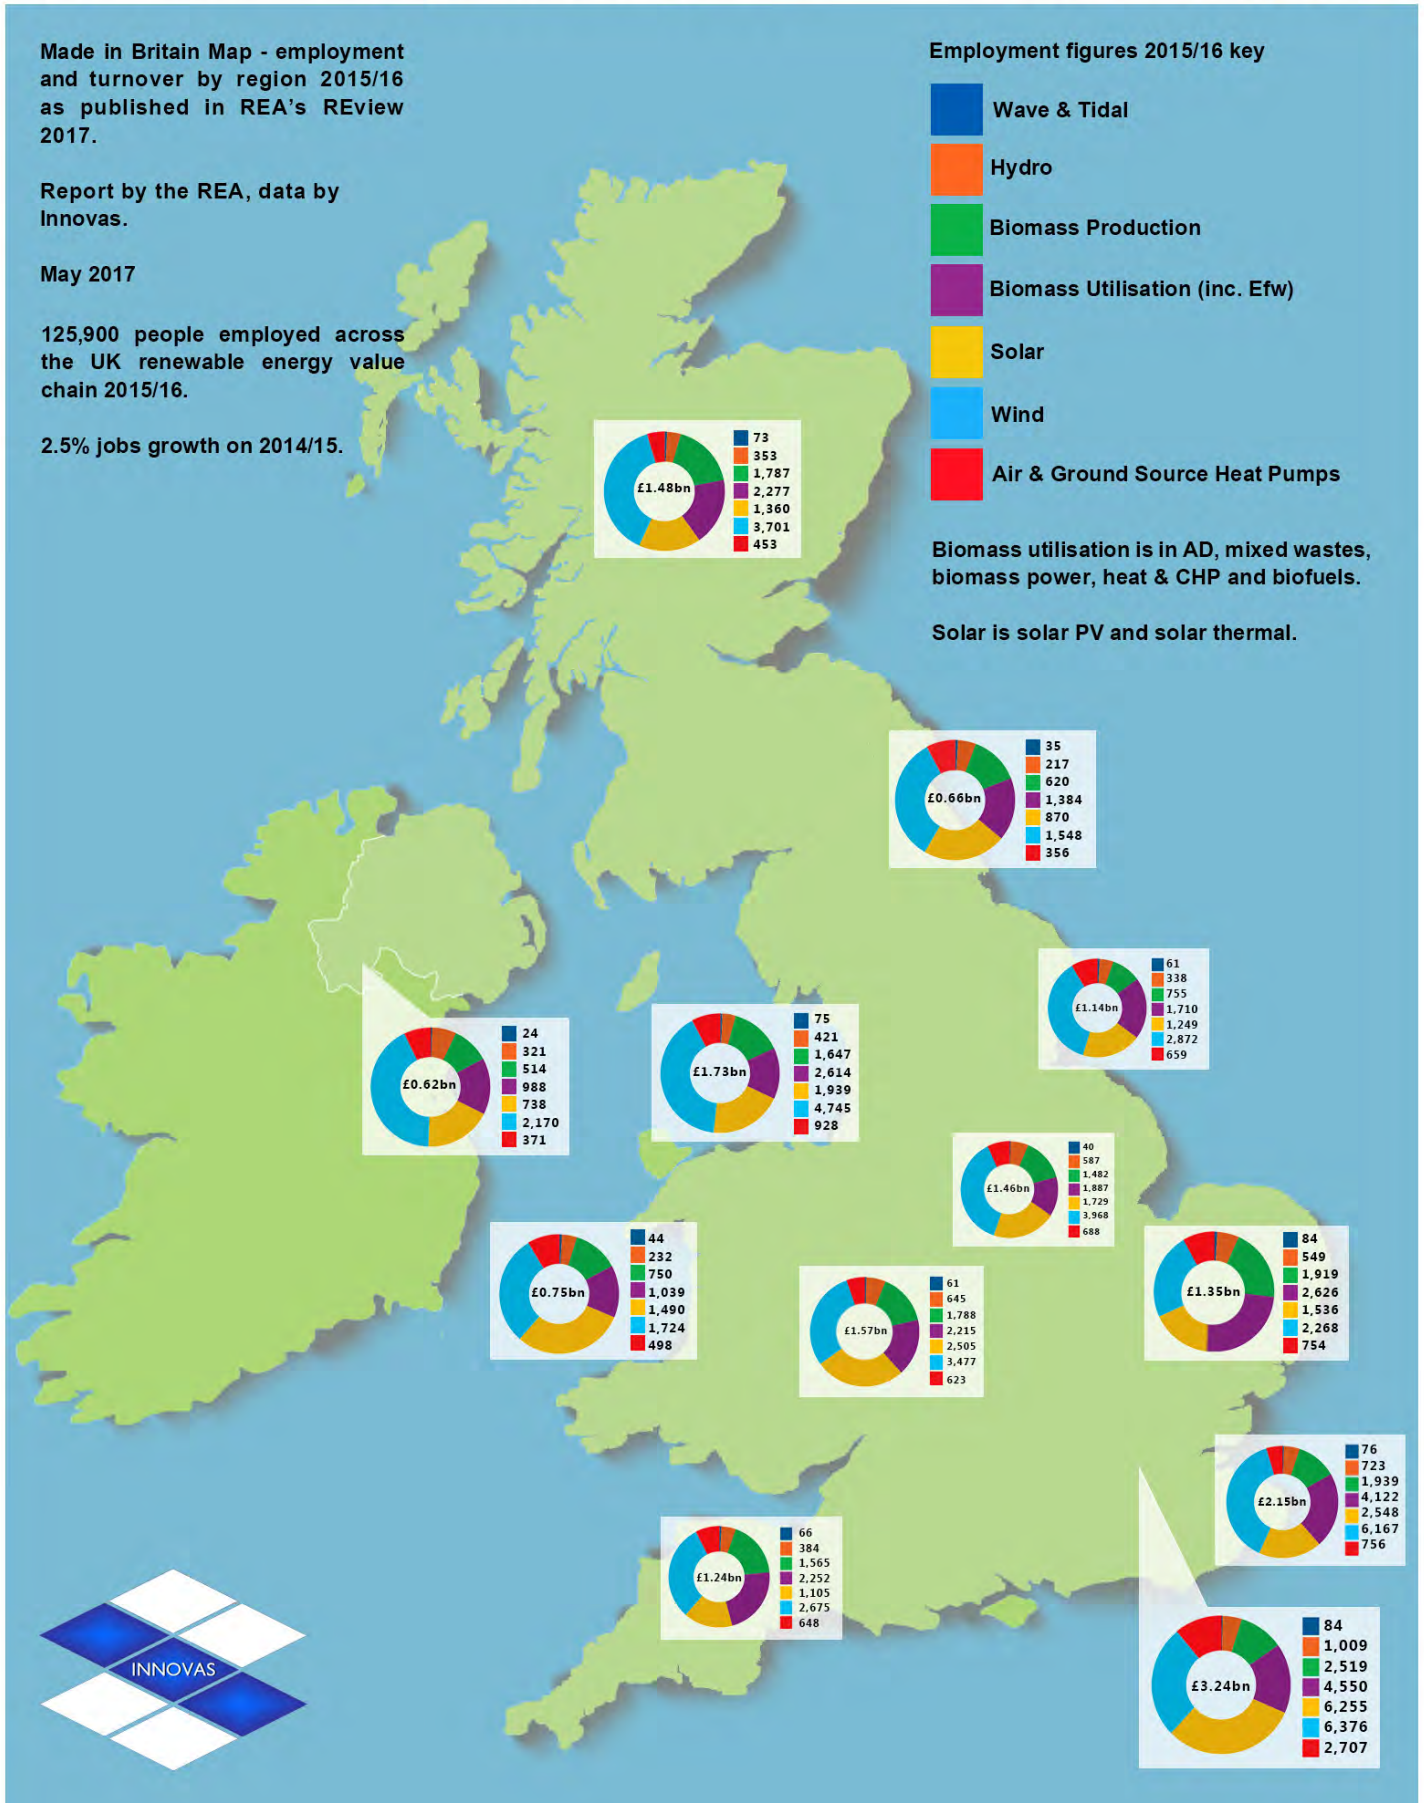 Made in Britain Map - employment
and turnover by region 2015/16
as published in REA's REview
2017.
Report by the REA, data by
Innovas.
May 2017
125,900 people employed across
the UK renewable energy value
chain 2015/16.
2.5% jobs growth on 2014/15.
Employment figures 2015/16 key
Wave & Tidal
Hydro
Biomass Production
Biomass Utilisation (inc. Efw)
Solar
Wind
Air & Ground Source Heat Pumps
Biomass utilisation is in AD, mixed wastes,
biomass power, heat & CHP and biofuels.
Solar is solar PV and solar thermal.
£1.48bn
73
353
1,787
2,277
1,360
3,701
453
£0.66bn
35
217
620
1,384
870
1,548
356
£1.14bn
61
338
755
1,710
1,249
2,872
659
£0.62bn
24
321
514
988
738
2,170
371
£1.73bn
75
421
1,647
2,614
1,939
4,745
928
£1.46bn
40
587
1,482
1,887
1,729
3,968
688
£0.75bn
44
232
750
1,039
1,490
1,724
498
£1.57bn
61
645
1,788
2,215
2,505
3,477
623
£1.35bn
84
549
1,919
2,626
1,536
2,268
754
£2.15bn
76
723
1,939
4,122
2,548
6,167
756
£1.24bn
66
384
1,565
2,252
1,105
2,675
648
£3.24bn
84
1,009
2,519
4,550
6,255
6,376
2,707
INNOVAS